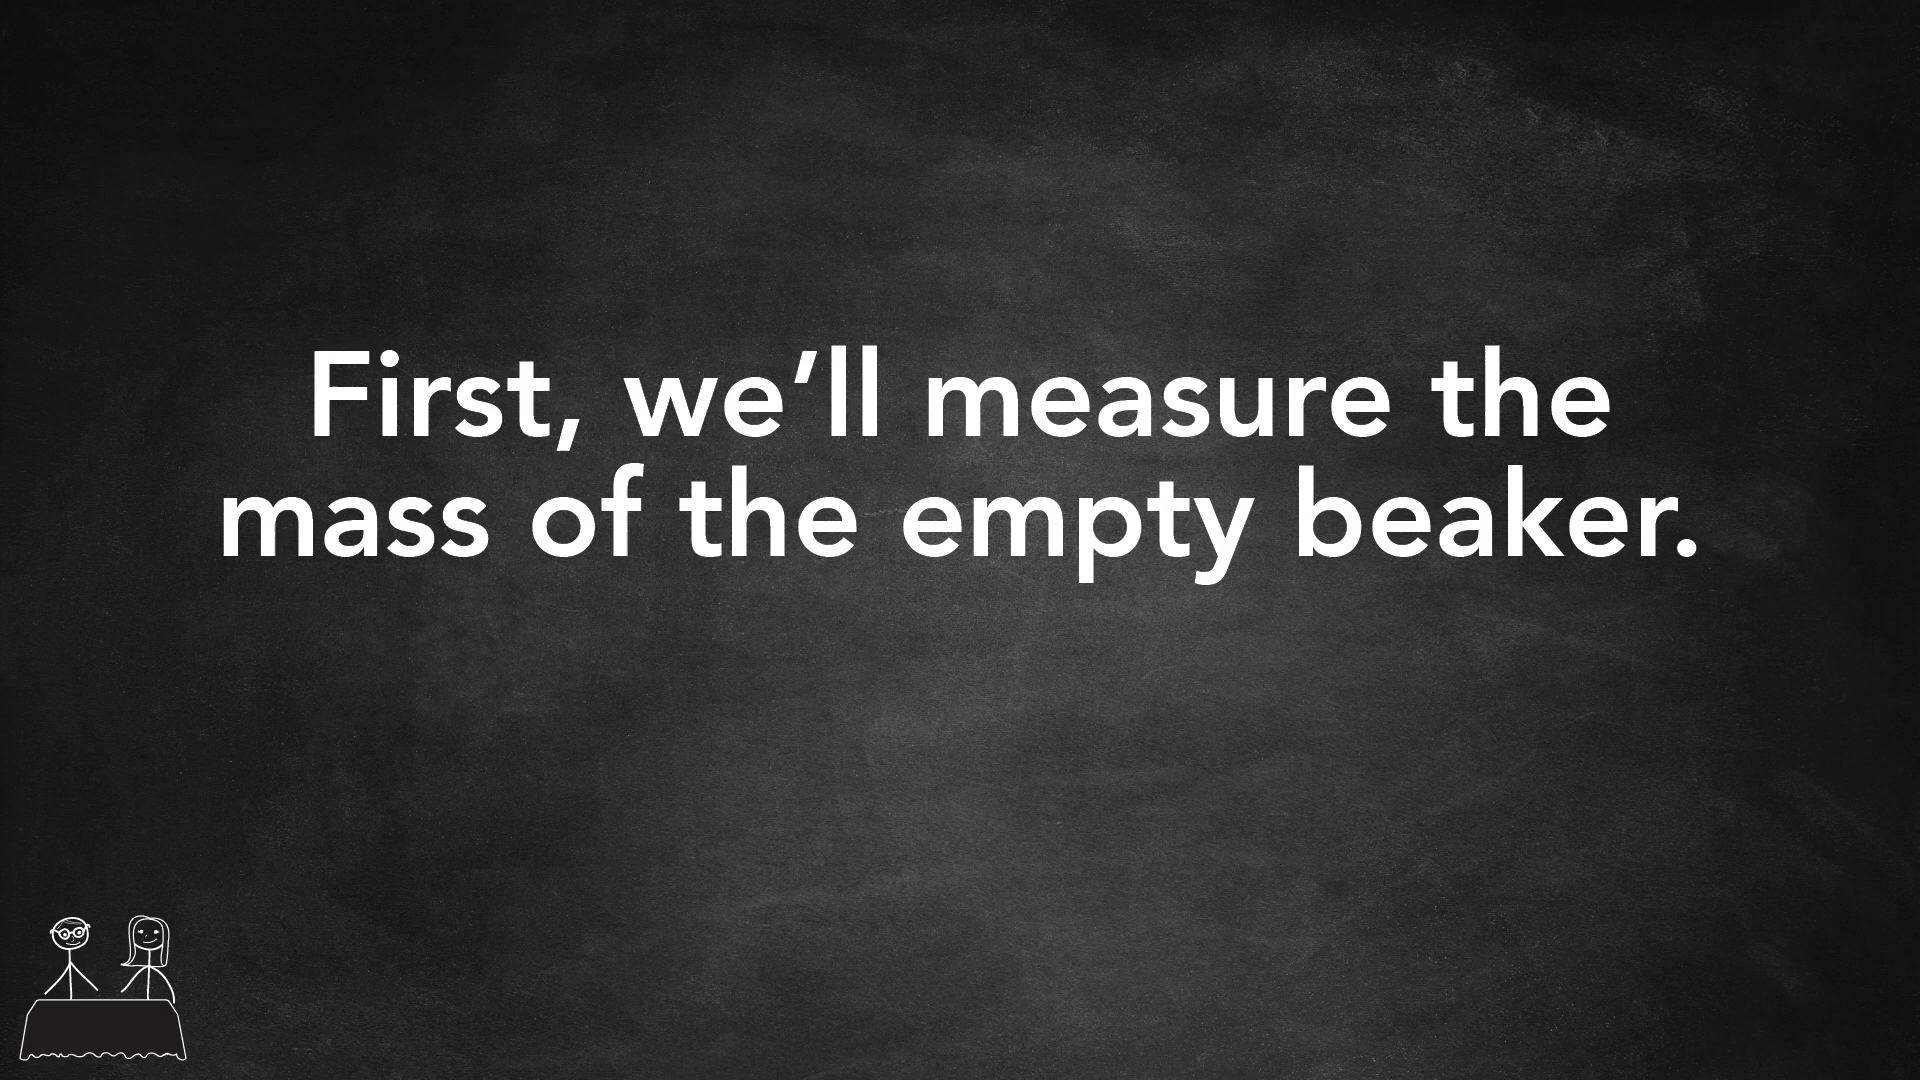 First, we’ll measure the
mass of the empty beaker.